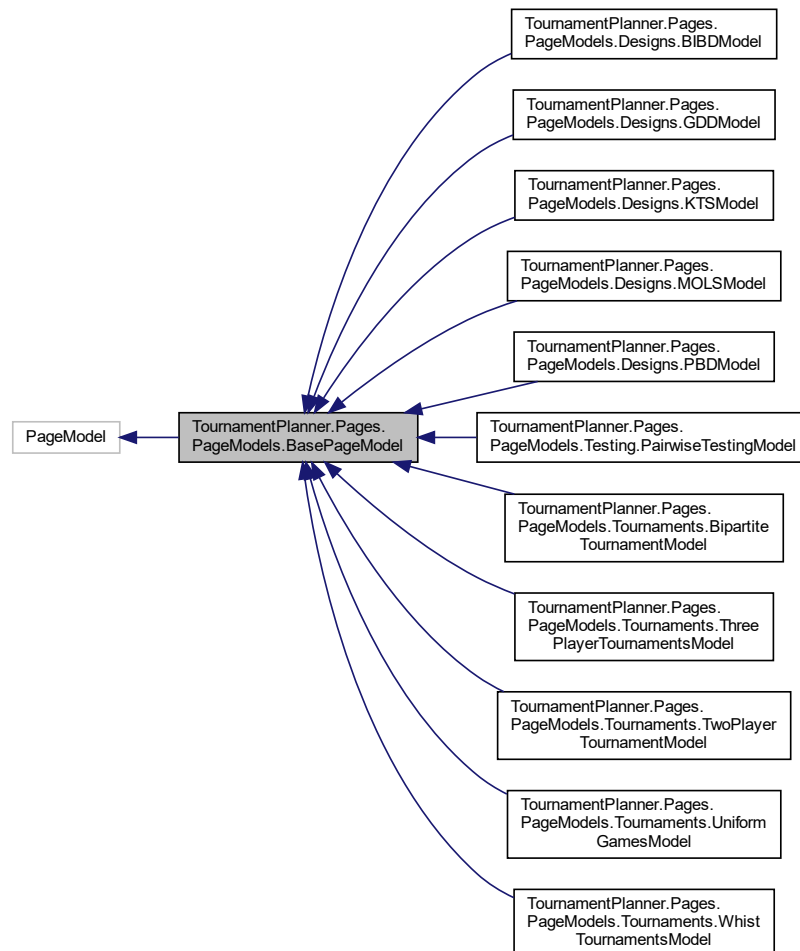 TournamentPlanner.Pages.
PageModels.Designs.BIBDModel
TournamentPlanner.Pages.
PageModels.Designs.GDDModel
TournamentPlanner.Pages.
PageModels.Designs.KTSModel
TournamentPlanner.Pages.
PageModels.Designs.MOLSModel
TournamentPlanner.Pages.
PageModels.Designs.PBDModel
PageModel
TournamentPlanner.Pages.
PageModels.BasePageModel
TournamentPlanner.Pages.
PageModels.Testing.PairwiseTestingModel
TournamentPlanner.Pages.
PageModels.Tournaments.Bipartite
TournamentModel
TournamentPlanner.Pages.
PageModels.Tournaments.Three
PlayerTournamentsModel
TournamentPlanner.Pages.
PageModels.Tournaments.TwoPlayer
TournamentModel
TournamentPlanner.Pages.
PageModels.Tournaments.Uniform
GamesModel
TournamentPlanner.Pages.
PageModels.Tournaments.Whist
TournamentsModel